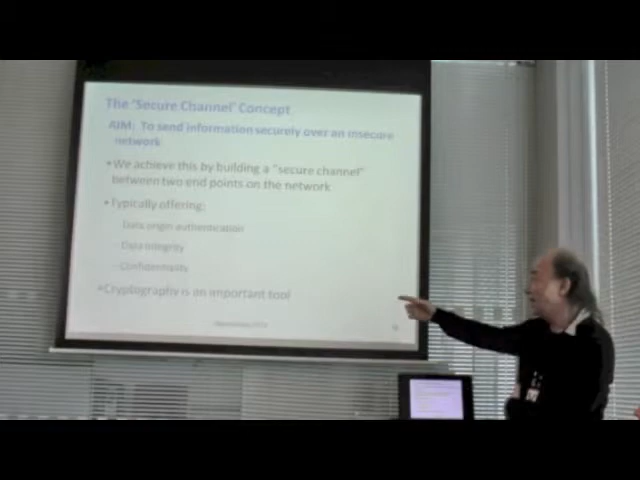 The 'Secure Channel' Concept
AIM: To send information securely over an insecure
network
•We achieve this by building a "secure channel"
between two end points on the network
• Typically offering:
– Data origin authentication
– Data integrity
– Confidentiality
•Cryptography is an important tool